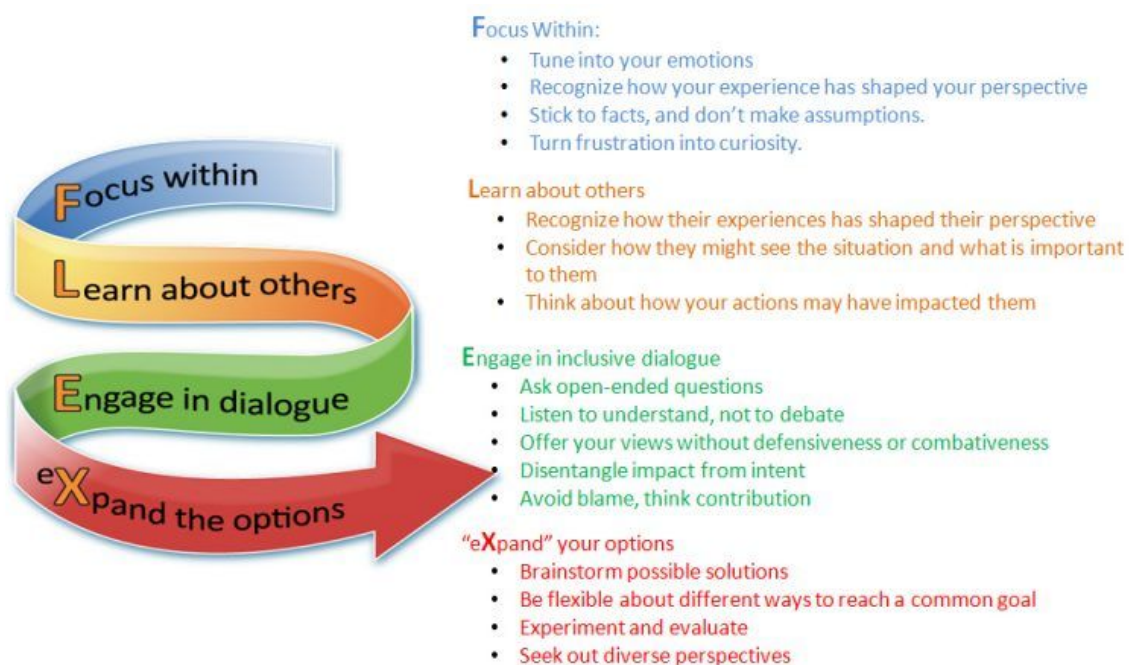 Focus within
Learn about others
Engage in dialogue
eXpand the options
Focus Within:
• Tune into your emotions
• Recognize how your experience has shaped your perspective
• Stick to facts, and don't make assumptions.
• Turn frustration into curiosity.
Learn about others
• Recognize how their experiences has shaped their perspective
• Consider how they might see the situation and what is important
to them
• Think about how your actions may have impacted them
Engage in inclusive dialogue
• Ask open-ended questions
• Listen to understand, not to debate
• Offer your views without defensiveness or combativeness
• Disentangle impact from intent
• Avoid blame, think contribution
"eXpand" your options
• Brainstorm possible solutions
• Be flexible about different ways to reach a common goal
• Experiment and evaluate
• Seek out diverse perspectives